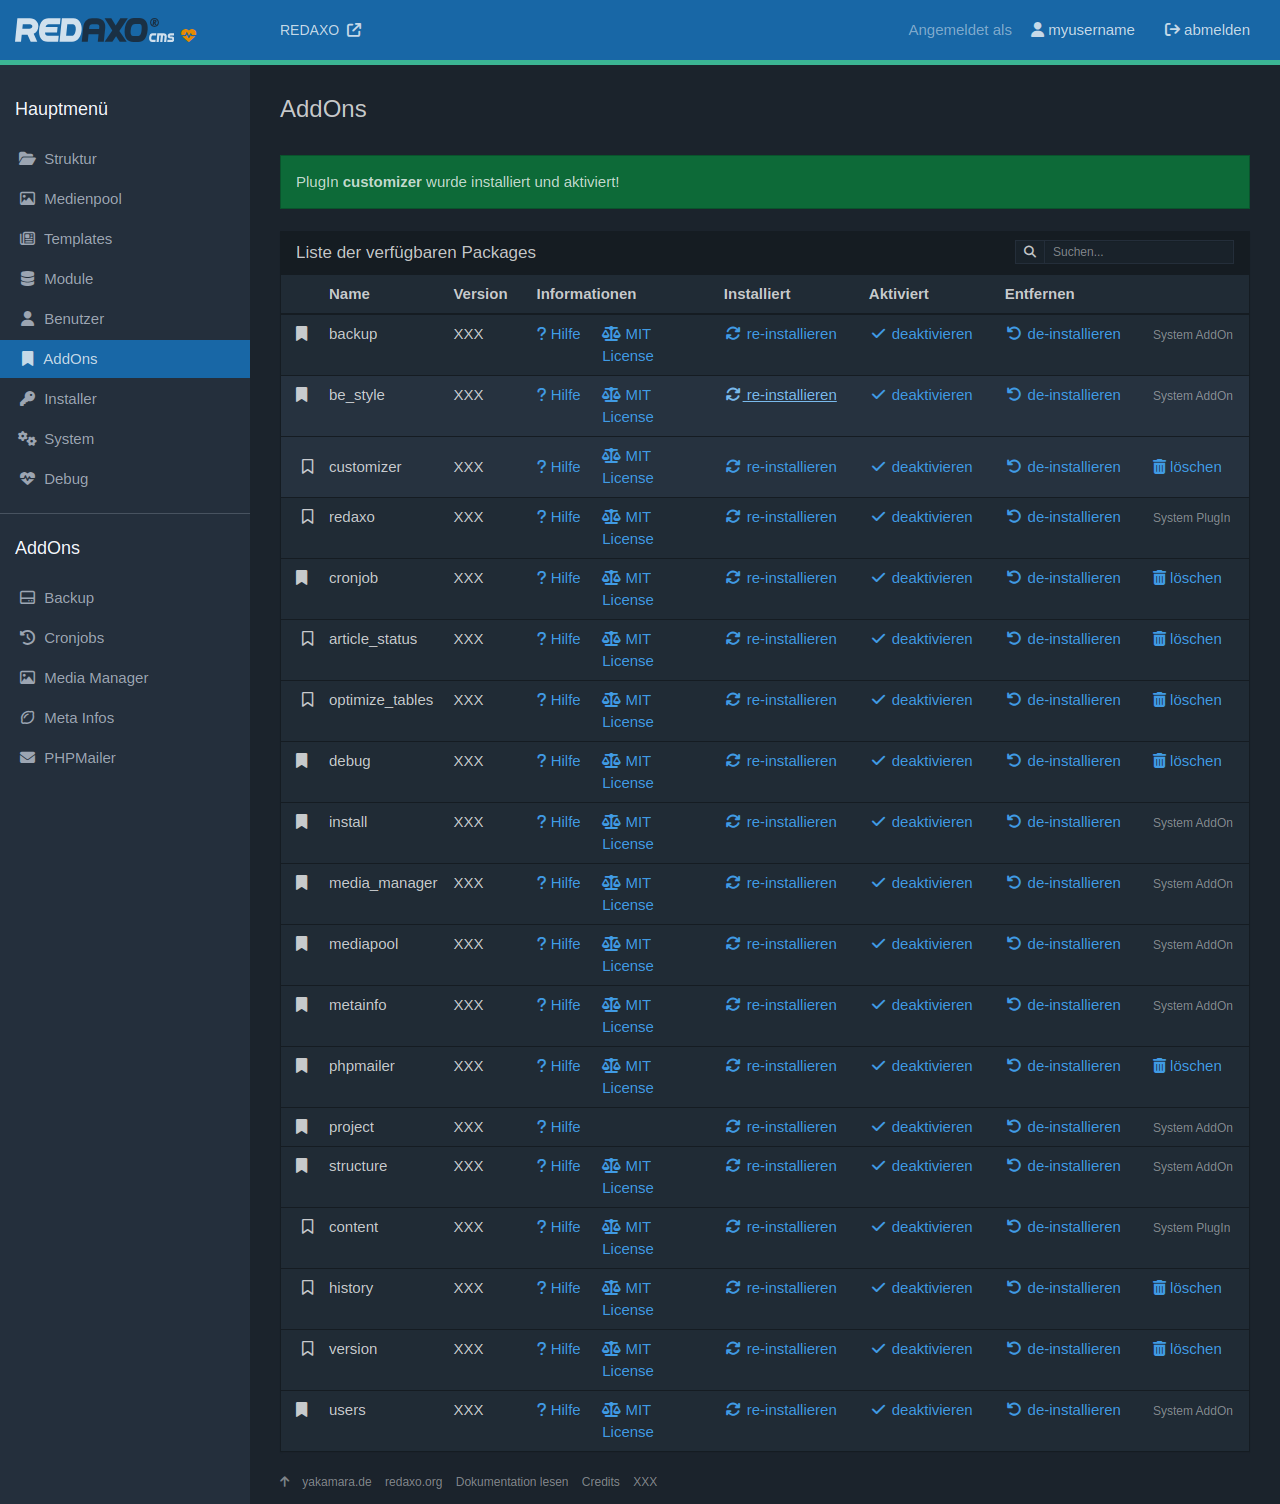 REDAXO® cms
REDAXO
Angemeldet als myusername abmelden
Hauptmenü
Struktur
Medienpool
Templates
Module
Benutzer
AddOns
Installer
System
Debug
AddOns
Backup
Cronjobs
Media Manager
Meta Infos
PHPMailer
AddOns
PlugIn customizer wurde installiert und aktiviert!
Liste der verfügbaren Packages Suchen...
Name Version Informationen Installiert Aktiviert Entfernen
backup XXX ? Hilfe MIT License re-installieren deaktivieren de-installieren System AddOn
be_style XXX ? Hilfe MIT License re-installieren deaktivieren de-installieren System AddOn
customizer XXX ? Hilfe MIT License re-installieren deaktivieren de-installieren löschen
redaxo XXX ? Hilfe MIT License re-installieren deaktivieren de-installieren System PlugIn
cronjob XXX ? Hilfe MIT License re-installieren deaktivieren de-installieren löschen
article_status XXX ? Hilfe MIT License re-installieren deaktivieren de-installieren löschen
optimize_tables XXX ? Hilfe MIT License re-installieren deaktivieren de-installieren löschen
debug XXX ? Hilfe MIT License re-installieren deaktivieren de-installieren löschen
install XXX ? Hilfe MIT License re-installieren deaktivieren de-installieren System AddOn
media_manager XXX ? Hilfe MIT License re-installieren deaktivieren de-installieren System AddOn
mediapool XXX ? Hilfe MIT License re-installieren deaktivieren de-installieren System AddOn
metainfo XXX ? Hilfe MIT License re-installieren deaktivieren de-installieren System AddOn
phpmailer XXX ? Hilfe MIT License re-installieren deaktivieren de-installieren löschen
project XXX ? Hilfe re-installieren deaktivieren de-installieren System AddOn
structure XXX ? Hilfe MIT License re-installieren deaktivieren de-installieren System AddOn
content XXX ? Hilfe MIT License re-installieren deaktivieren de-installieren System PlugIn
history XXX ? Hilfe MIT License re-installieren deaktivieren de-installieren löschen
version XXX ? Hilfe MIT License re-installieren deaktivieren de-installieren löschen
users XXX ? Hilfe MIT License re-installieren deaktivieren de-installieren System AddOn
yakamara.de redaxo.org Dokumentation lesen Credits XXX